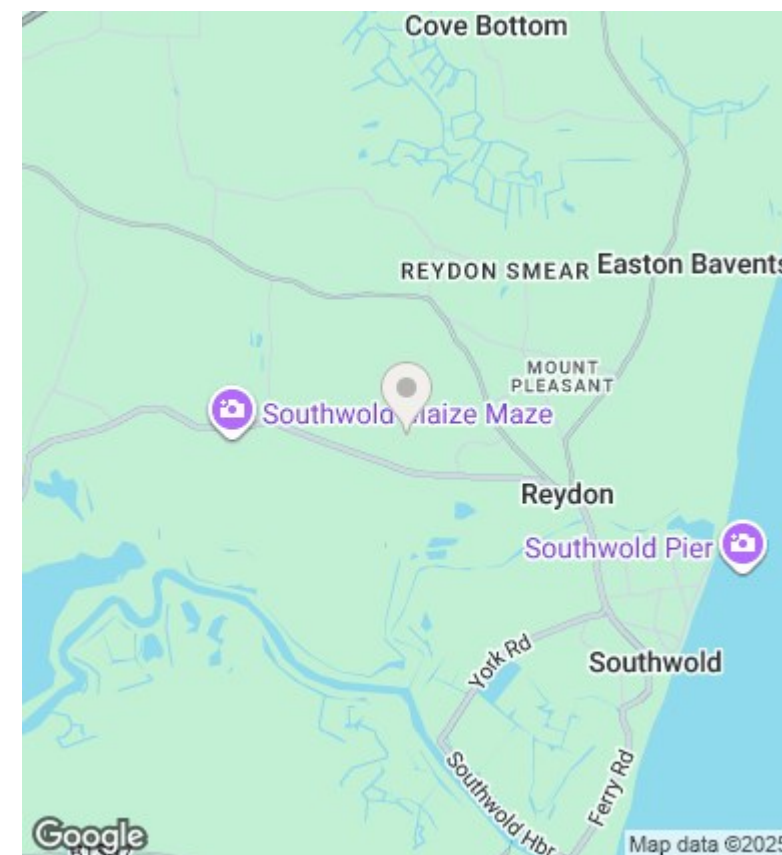 Cove Bottom
REYDON SMEAR
Easton Bavents
MOUNT
PLEASANT
Southwold Maize Maze
Reydon
Southwold Pier
York Rd
Southwold
Southwold Hbr
Ferry Rd
Google
Map data ©2025